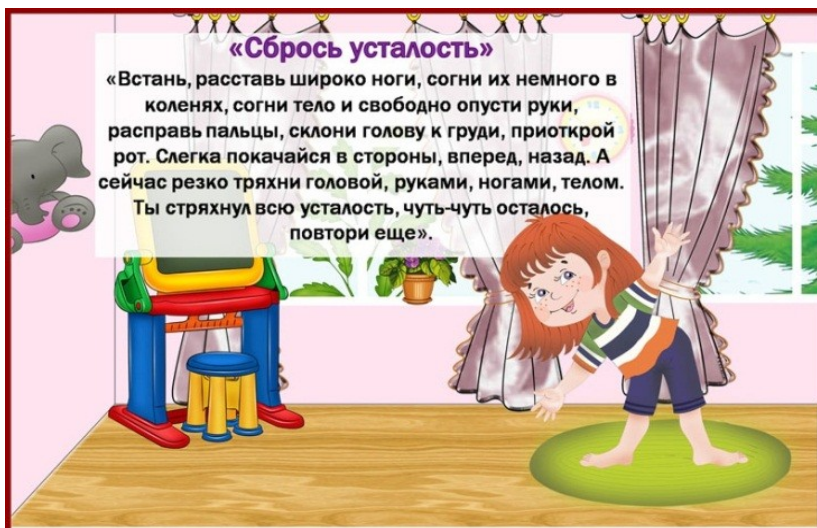 «Сбрось усталость»
«Встань, расставь широко ноги, согни их немного в
коленях, согни тело и свободно опусти руки,
расправь пальцы, склони голову к груди, приоткрой
рот. Слегка покачайся в стороны, вперед, назад. А
сейчас резко тряхни головой, руками, ногами, телом.
Ты стряхнул всю усталость, чуть-чуть осталось,
повтори еще».